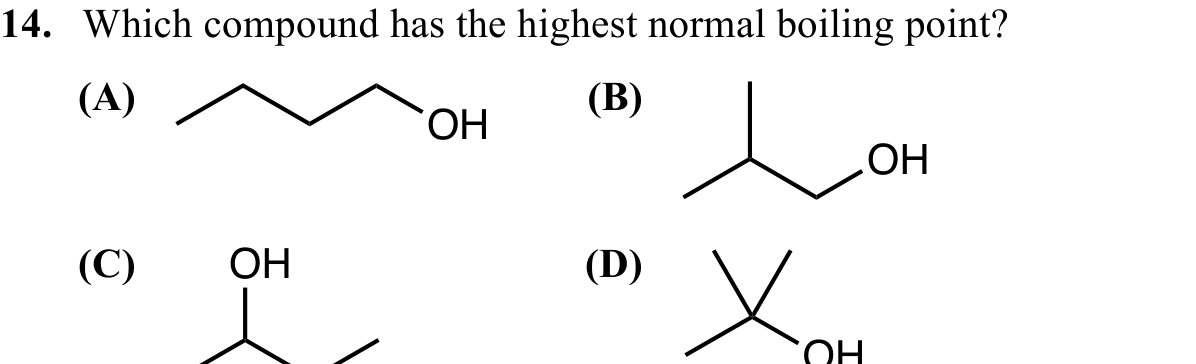 14. Which compound has the highest normal boiling point?
(A) OH (B) OH
(C) OH (D) OH